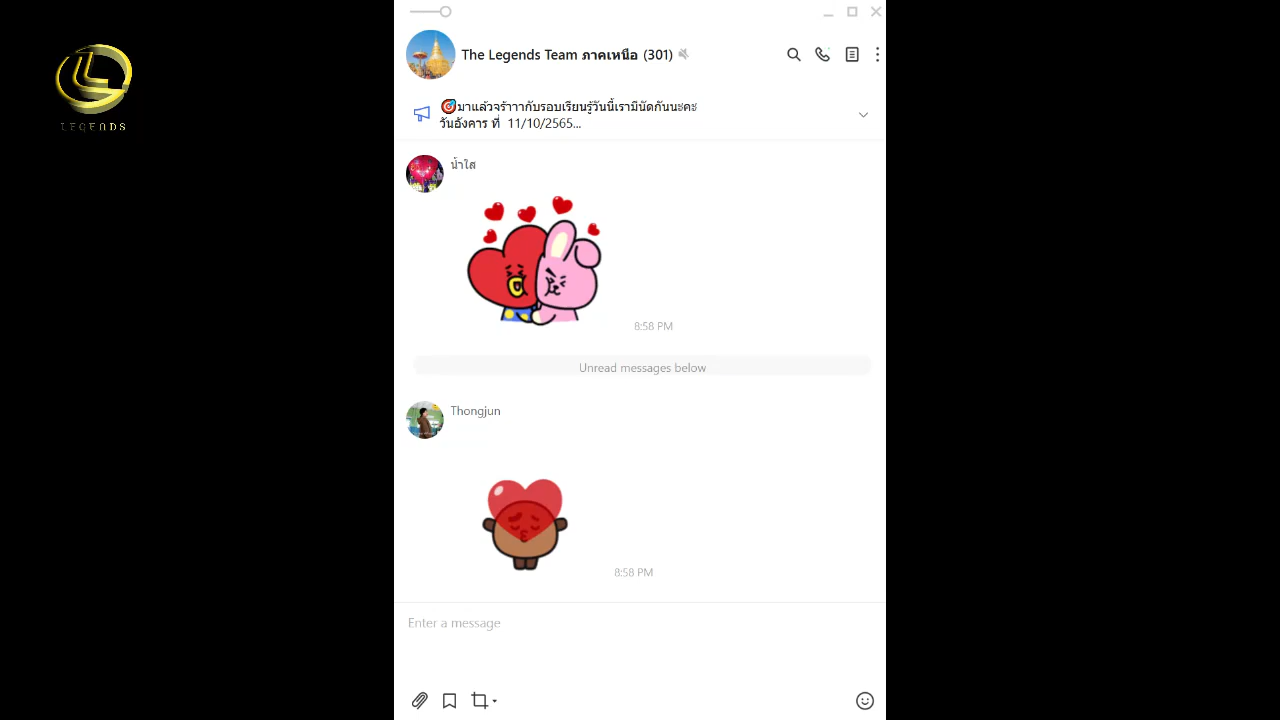 LEGENDS
The Legends Team ภาคเหนือ (301)
🎯มาแล้วจร้าาากับรอบเรียนรู้วันนี้เรามีนัดกันนะคะ
วันอังคาร ที่ 11/10/2565...
น้ำใส
8:58 PM
Unread messages below
Thongjun
8:58 PM
Enter a message